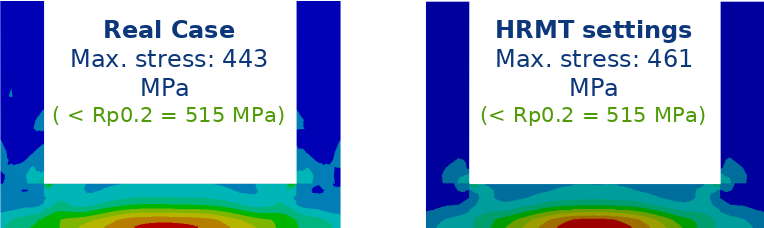 Real Case
Max. stress: 443
MPa
( < Rp0.2 = 515 MPa)
HRMT settings
Max. stress: 461
MPa
(< Rp0.2 = 515 MPa)